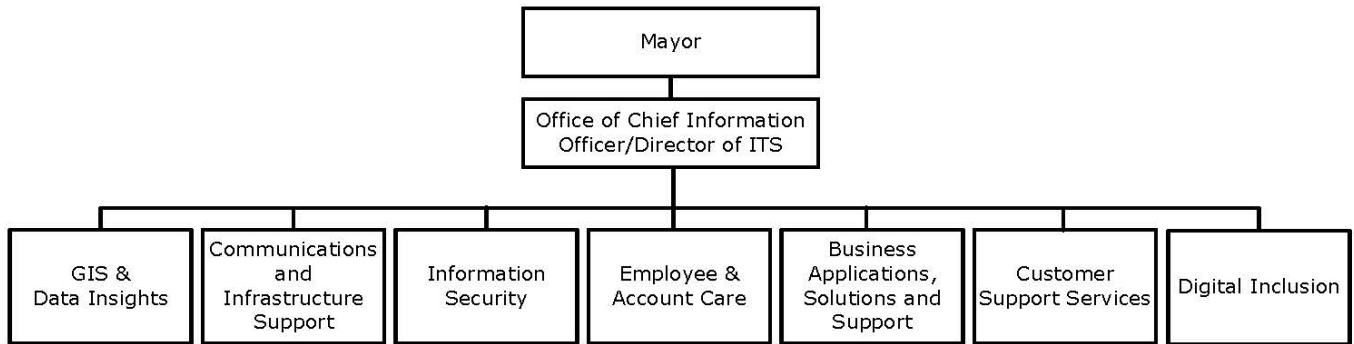 Mayor
Office of Chief Information
Officer/Director of ITS
GIS &
Data Insights
Communications
and
Infrastructure
Support
Information
Security
Employee &
Account Care
Business
Applications,
Solutions and
Support
Customer
Support Services
Digital Inclusion